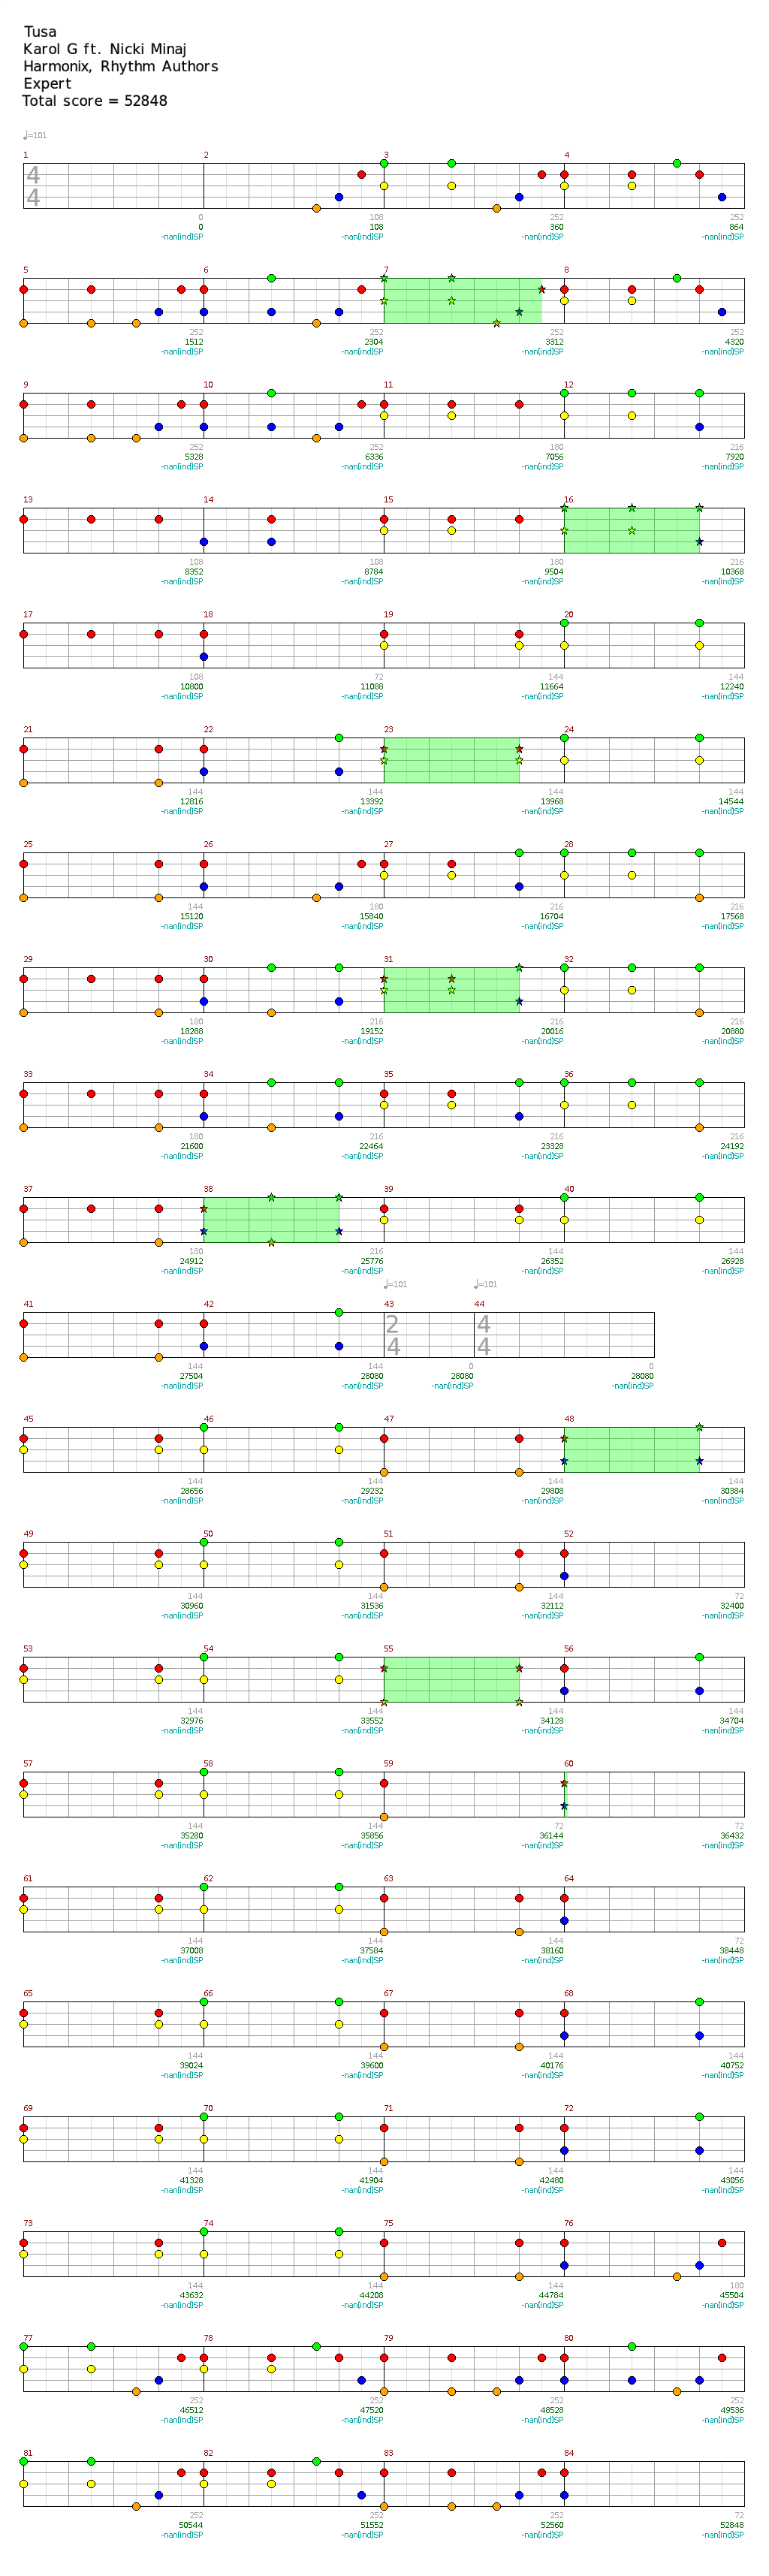 Tusa
Karol G ft. Nicki Minaj
Harmonix, Rhythm Authors
Expert
Total score = 52848
♩=101
1 2 3 4
4
4
0 108 252 252
0 108 360 864
-nan(ind)SP -nan(ind)SP -nan(ind)SP -nan(ind)SP
5 6 7 8
252 252 252 252
1512 2304 3312 4320
-nan(ind)SP -nan(ind)SP -nan(ind)SP -nan(ind)SP
9 10 11 12
252 252 180 216
5328 6336 7056 7920
-nan(ind)SP -nan(ind)SP -nan(ind)SP -nan(ind)SP
13 14 15 16
108 108 180 216
8352 8784 9504 10368
-nan(ind)SP -nan(ind)SP -nan(ind)SP -nan(ind)SP
17 18 19 20
108 72 144 144
10800 11088 11664 12240
-nan(ind)SP -nan(ind)SP -nan(ind)SP -nan(ind)SP
21 22 23 24
144 144 144 144
12816 13392 13968 14544
-nan(ind)SP -nan(ind)SP -nan(ind)SP -nan(ind)SP
25 26 27 28
144 180 216 216
15120 15840 16704 17568
-nan(ind)SP -nan(ind)SP -nan(ind)SP -nan(ind)SP
29 30 31 32
180 216 216 216
18288 19152 20016 20880
-nan(ind)SP -nan(ind)SP -nan(ind)SP -nan(ind)SP
33 34 35 36
180 216 216 216
21600 22464 23328 24192
-nan(ind)SP -nan(ind)SP -nan(ind)SP -nan(ind)SP
37 38 39 40
180 216 144 144
24912 25776 26352 26928
-nan(ind)SP -nan(ind)SP -nan(ind)SP -nan(ind)SP
♩=101 ♩=101
41 42 43 44
2 4
4 4
144 144 0 0
27504 28080 28080 28080
-nan(ind)SP -nan(ind)SP -nan(ind)SP -nan(ind)SP
45 46 47 48
144 144 144 144
28656 29232 29808 30384
-nan(ind)SP -nan(ind)SP -nan(ind)SP -nan(ind)SP
49 50 51 52
144 144 144 72
30960 31536 32112 32400
-nan(ind)SP -nan(ind)SP -nan(ind)SP -nan(ind)SP
53 54 55 56
144 144 144 144
32976 33552 34128 34704
-nan(ind)SP -nan(ind)SP -nan(ind)SP -nan(ind)SP
57 58 59 60
144 144 72 72
35280 35856 36144 36432
-nan(ind)SP -nan(ind)SP -nan(ind)SP -nan(ind)SP
61 62 63 64
144 144 144 72
37008 37584 38160 38448
-nan(ind)SP -nan(ind)SP -nan(ind)SP -nan(ind)SP
65 66 67 68
144 144 144 144
39024 39600 40176 40752
-nan(ind)SP -nan(ind)SP -nan(ind)SP -nan(ind)SP
69 70 71 72
144 144 144 144
41328 41904 42480 43056
-nan(ind)SP -nan(ind)SP -nan(ind)SP -nan(ind)SP
73 74 75 76
144 144 144 180
43632 44208 44784 45504
-nan(ind)SP -nan(ind)SP -nan(ind)SP -nan(ind)SP
77 78 79 80
252 252 252 252
46512 47520 48528 49536
-nan(ind)SP -nan(ind)SP -nan(ind)SP -nan(ind)SP
81 82 83 84
252 252 252 72
50544 51552 52560 52848
-nan(ind)SP -nan(ind)SP -nan(ind)SP -nan(ind)SP